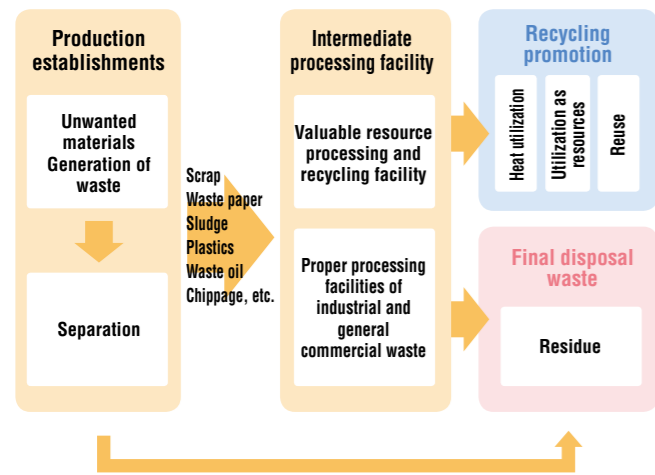 Production
establishments
Unwanted
materials
Generation of
waste
Separation
Scrap
Waste paper
Sludge
Plastics
Waste oil
Chippage, etc.
Intermediate
processing facility
Valuable resource
processing and
recycling facility
Proper processing
facilities of
industrial and
general
commercial waste
Recycling
promotion
Heat utilization
Utilization as
resources
Reuse
Final disposal
waste
Residue